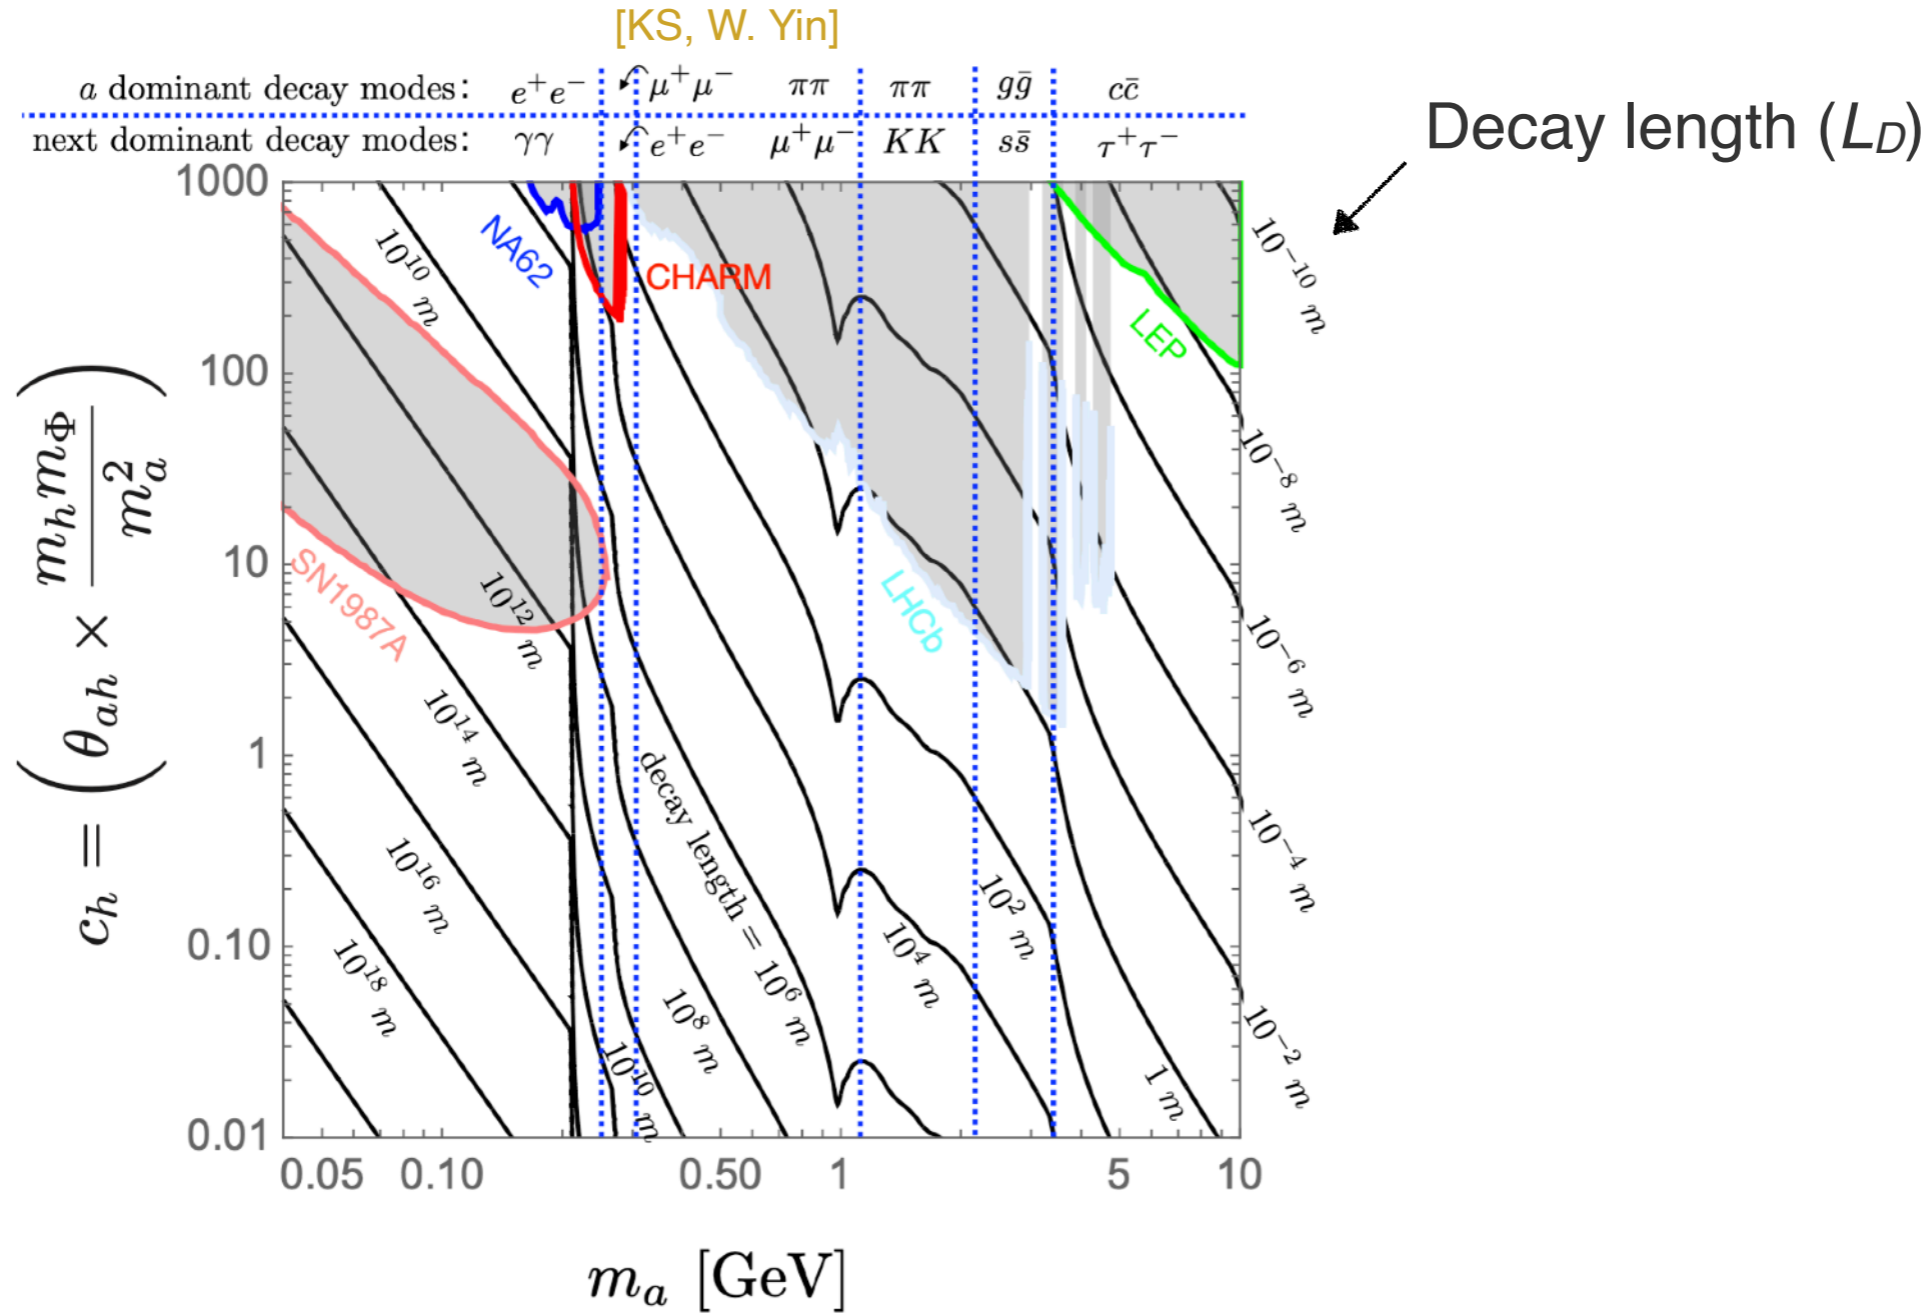 [KS, W. Yin]
a dominant decay modes: e⁺e⁻ μ⁺μ⁻ ππ ππ gḡ cc̄
next dominant decay modes: γγ e⁺e⁻ μ⁺μ⁻ KK ss̄ τ⁺τ⁻
Decay length (L_D)
1000
100
10
1
0.10
0.01
c_h = ( θ_ah × m_h m_Φ / m_a² )
NA62
CHARM
LEP
SN1987A
LHCb
10¹⁰ m
10¹² m
10¹⁴ m
10¹⁶ m
10¹⁸ m
10¹⁰ m
10⁸ m
decay length = 10⁶ m
10⁴ m
10² m
1 m
10⁻¹⁰ m
10⁻⁸ m
10⁻⁶ m
10⁻⁴ m
10⁻² m
0.05 0.10 0.50 1 5 10
m_a [GeV]